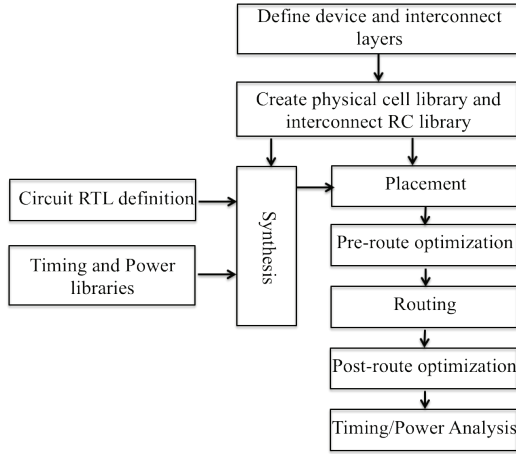 Define device and interconnect
layers
Create physical cell library and
interconnect RC library
Circuit RTL definition
Timing and Power
libraries
Synthesis
Placement
Pre-route optimization
Routing
Post-route optimization
Timing/Power Analysis